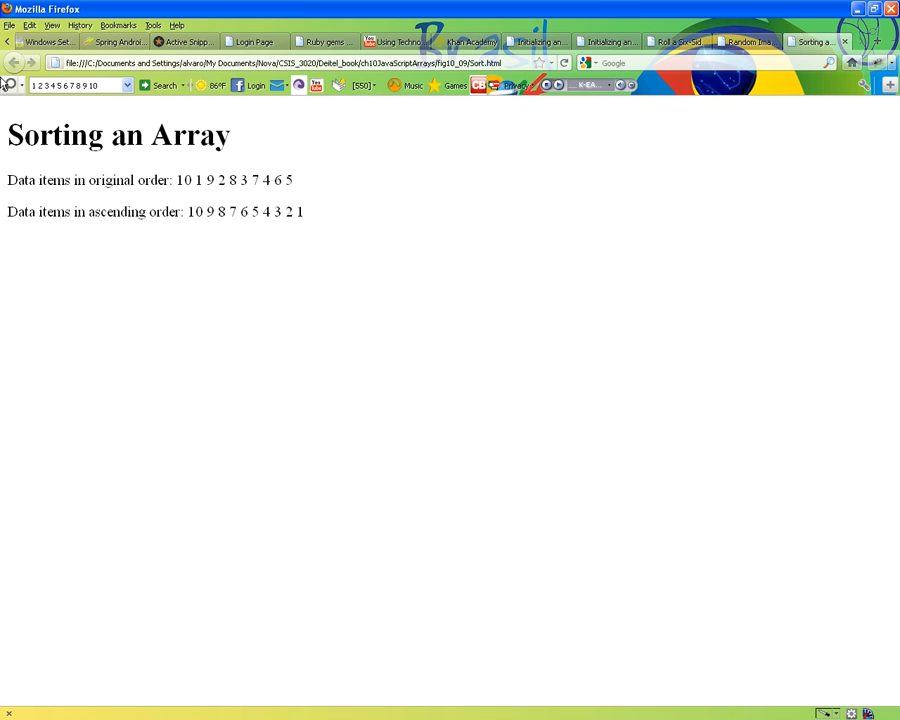 Mozilla Firefox
File Edit View History Bookmarks Tools Help
Windows Set... Spring Androi... Active Snipp... Login Page Ruby gems ... Using Techno... Khan Academy Initializing an... Initializing an... Roll a Six-Sid Random Ima... Sorting a...
Brasil
file:///C:/Documents and Settings/alvaro/My Documents/Nova/CSIS_3020/Deitel_book/ch10JavaScriptArrays/fig10_09/Sort.html Google
1 2 3 4 5 6 7 8 9 10 Search 86°F Login You Tube [550] Music Games CB Privacy K-EA...
Sorting an Array
Data items in original order: 10 1 9 2 8 3 7 4 6 5
Data items in ascending order: 10 9 8 7 6 5 4 3 2 1